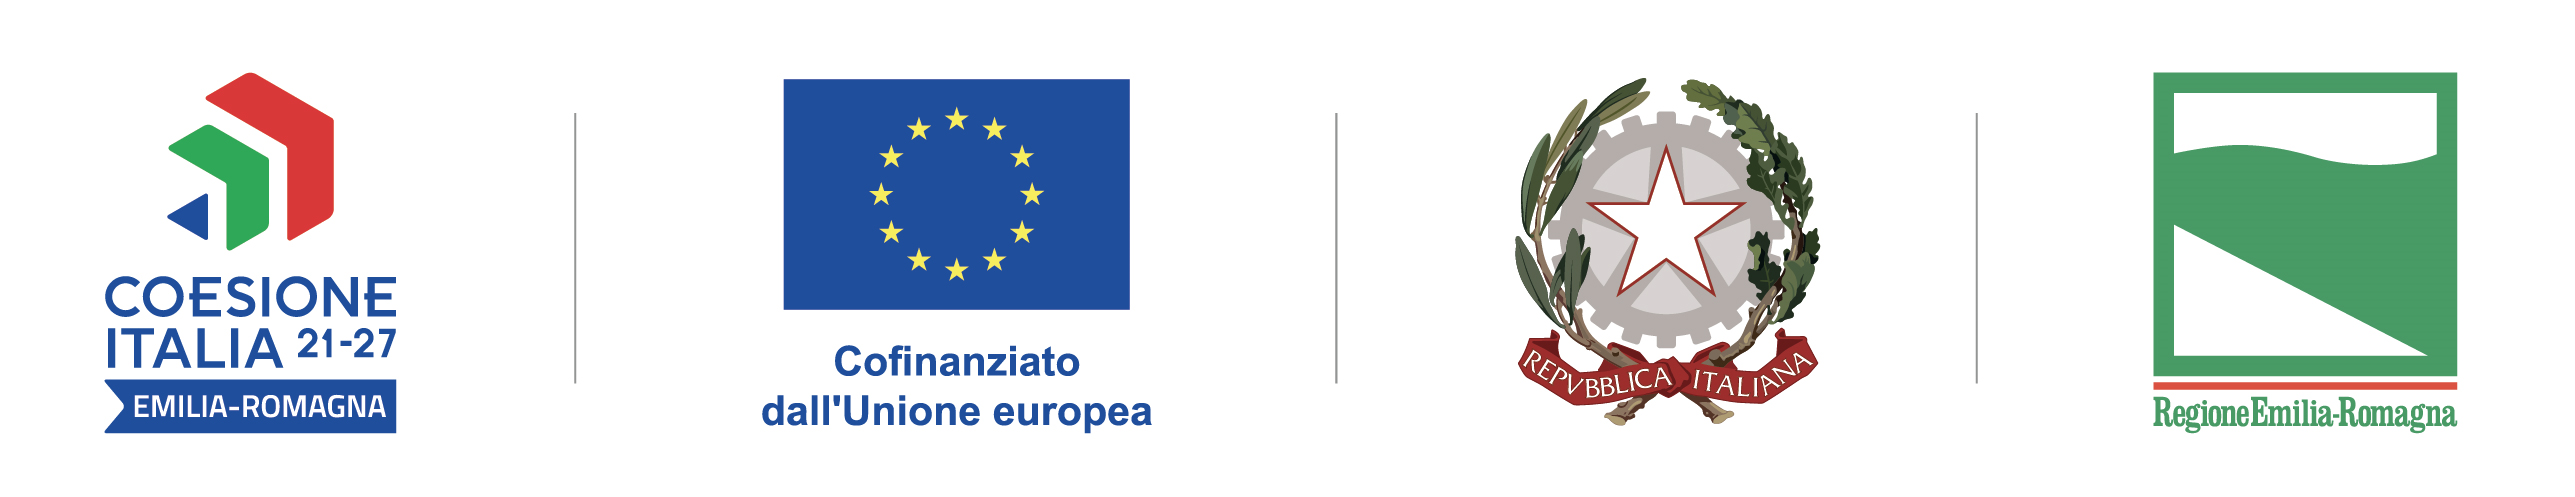 COESIONE
ITALIA 21-27
EMILIA-ROMAGNA
Cofinanziato
dall'Unione europea
REPVBBLICA ITALIANA
RegioneEmilia-Romagna